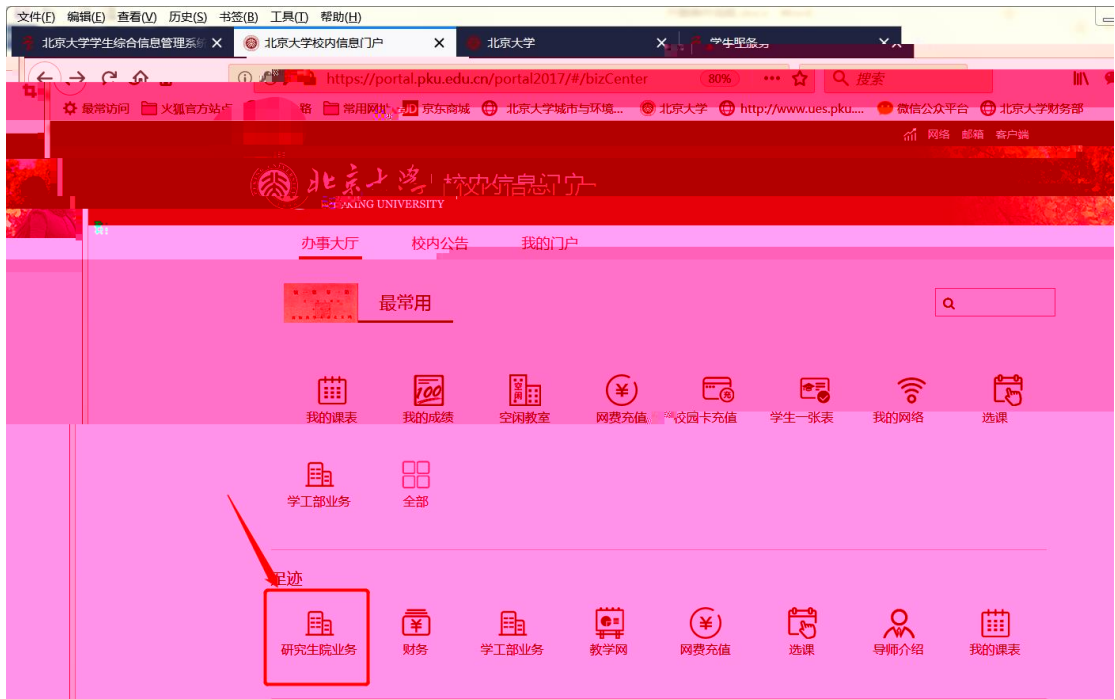 文件(F) 编辑(E) 查看(V) 历史(S) 书签(B) 工具(T) 帮助(H)
北京大学学生综合信息管理系统 北京大学校内信息门户 北京大学
https://portal.pku.edu.cn/portal2017/#/bizCenter 80% 搜索
最常访问 火狐官方站点 常用网址 JD 京东商城 北京大学城市与环境... 北京大学 http://www.ues.pku.... 微信公众平台 北京大学财务部
网络 邮箱 客户端
北京大学 校内信息门户
PEKING UNIVERSITY
办事大厅 校内公告 我的门户
最常用
我的课表 我的成绩 空闲教室 网费充值 校园卡充值 学生一张表 我的网络 选课
学工部业务 全部
足迹
研究生院业务 财务 学工部业务 教学网 网费充值 选课 导师介绍 我的课表